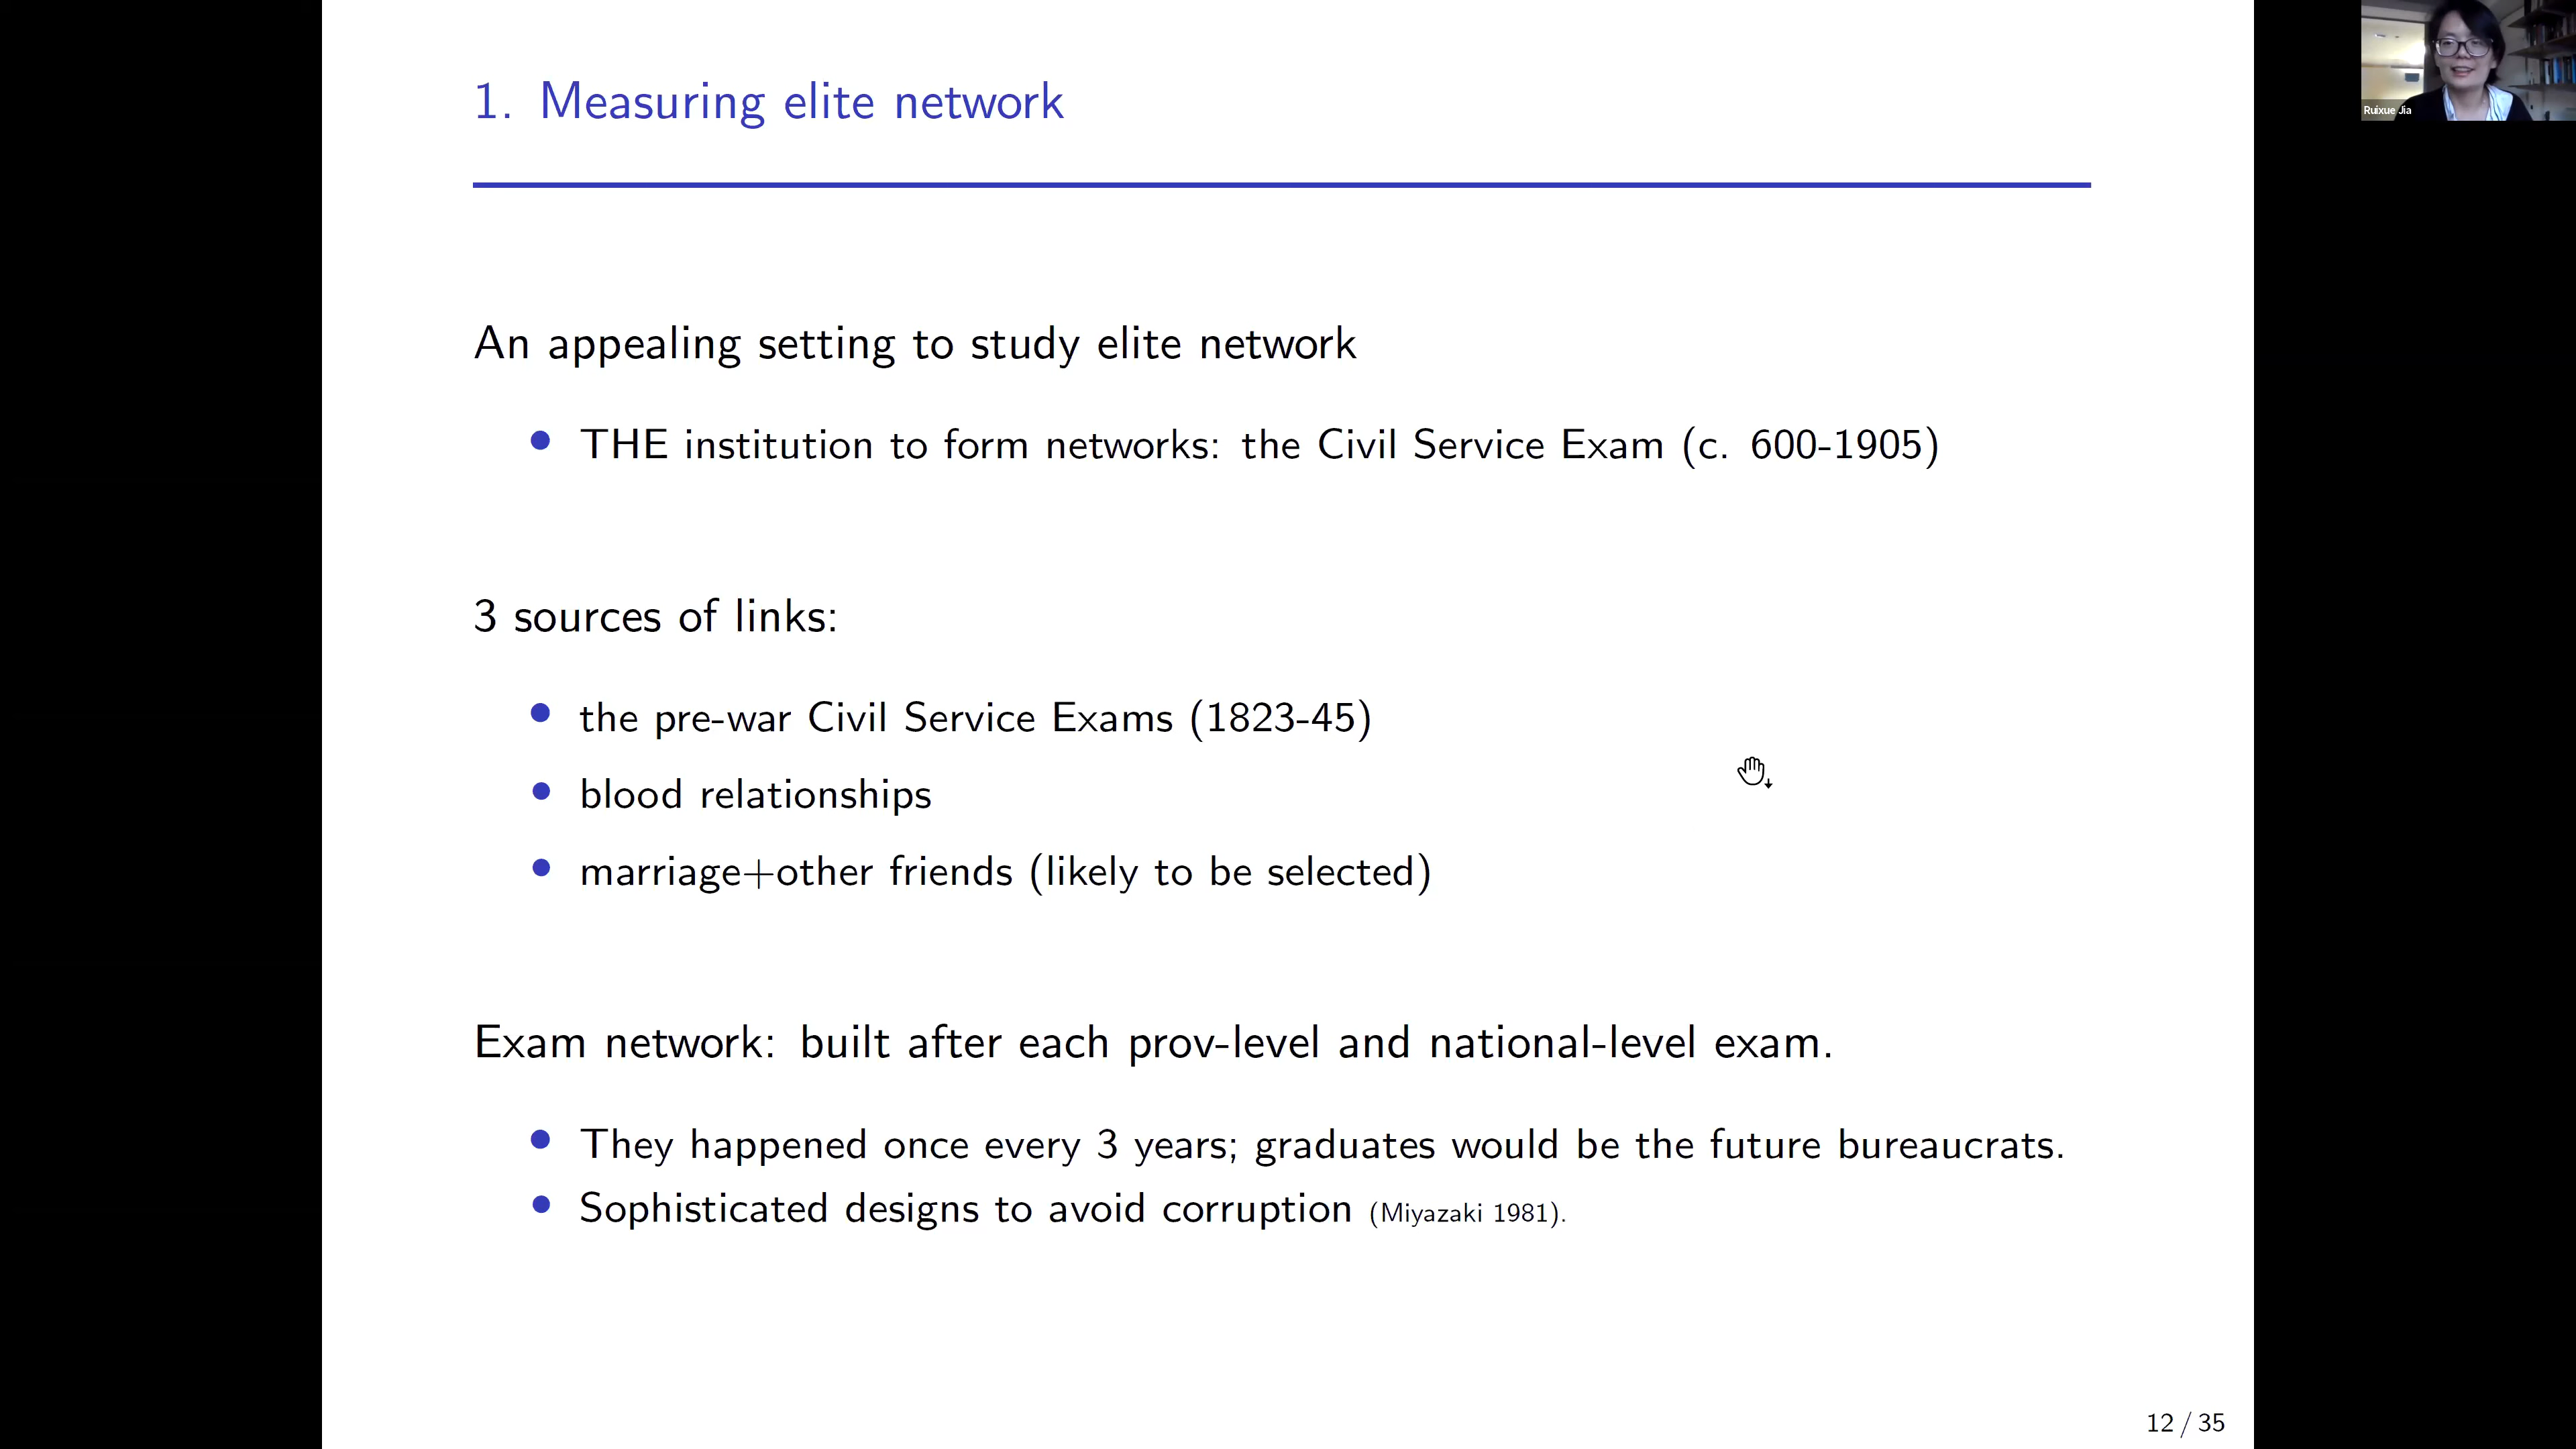 1. Measuring elite network
Ruixue Jia
An appealing setting to study elite network
THE institution to form networks: the Civil Service Exam (c. 600-1905)
3 sources of links:
the pre-war Civil Service Exams (1823-45)
blood relationships
marriage+other friends (likely to be selected)
Exam network: built after each prov-level and national-level exam.
They happened once every 3 years; graduates would be the future bureaucrats.
Sophisticated designs to avoid corruption (Miyazaki 1981).
12 / 35